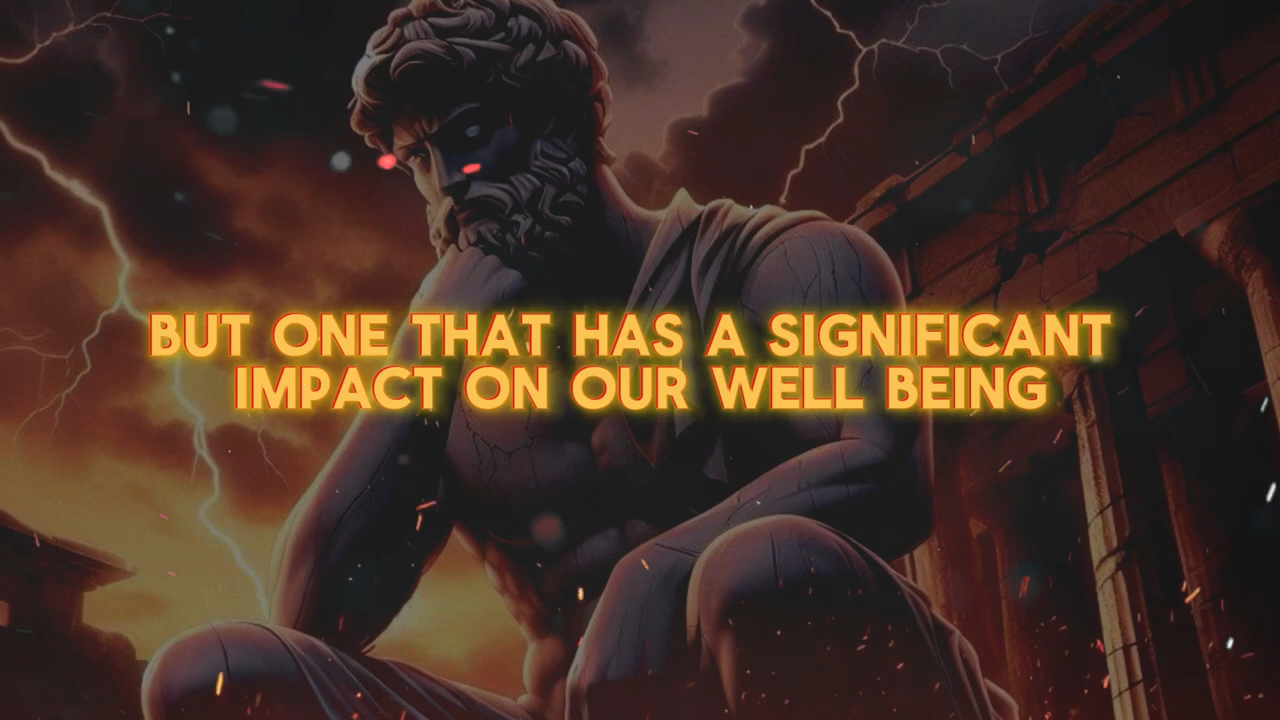 BUT ONE THAT HAS A SIGNIFICANT
IMPACT ON OUR WELL BEING